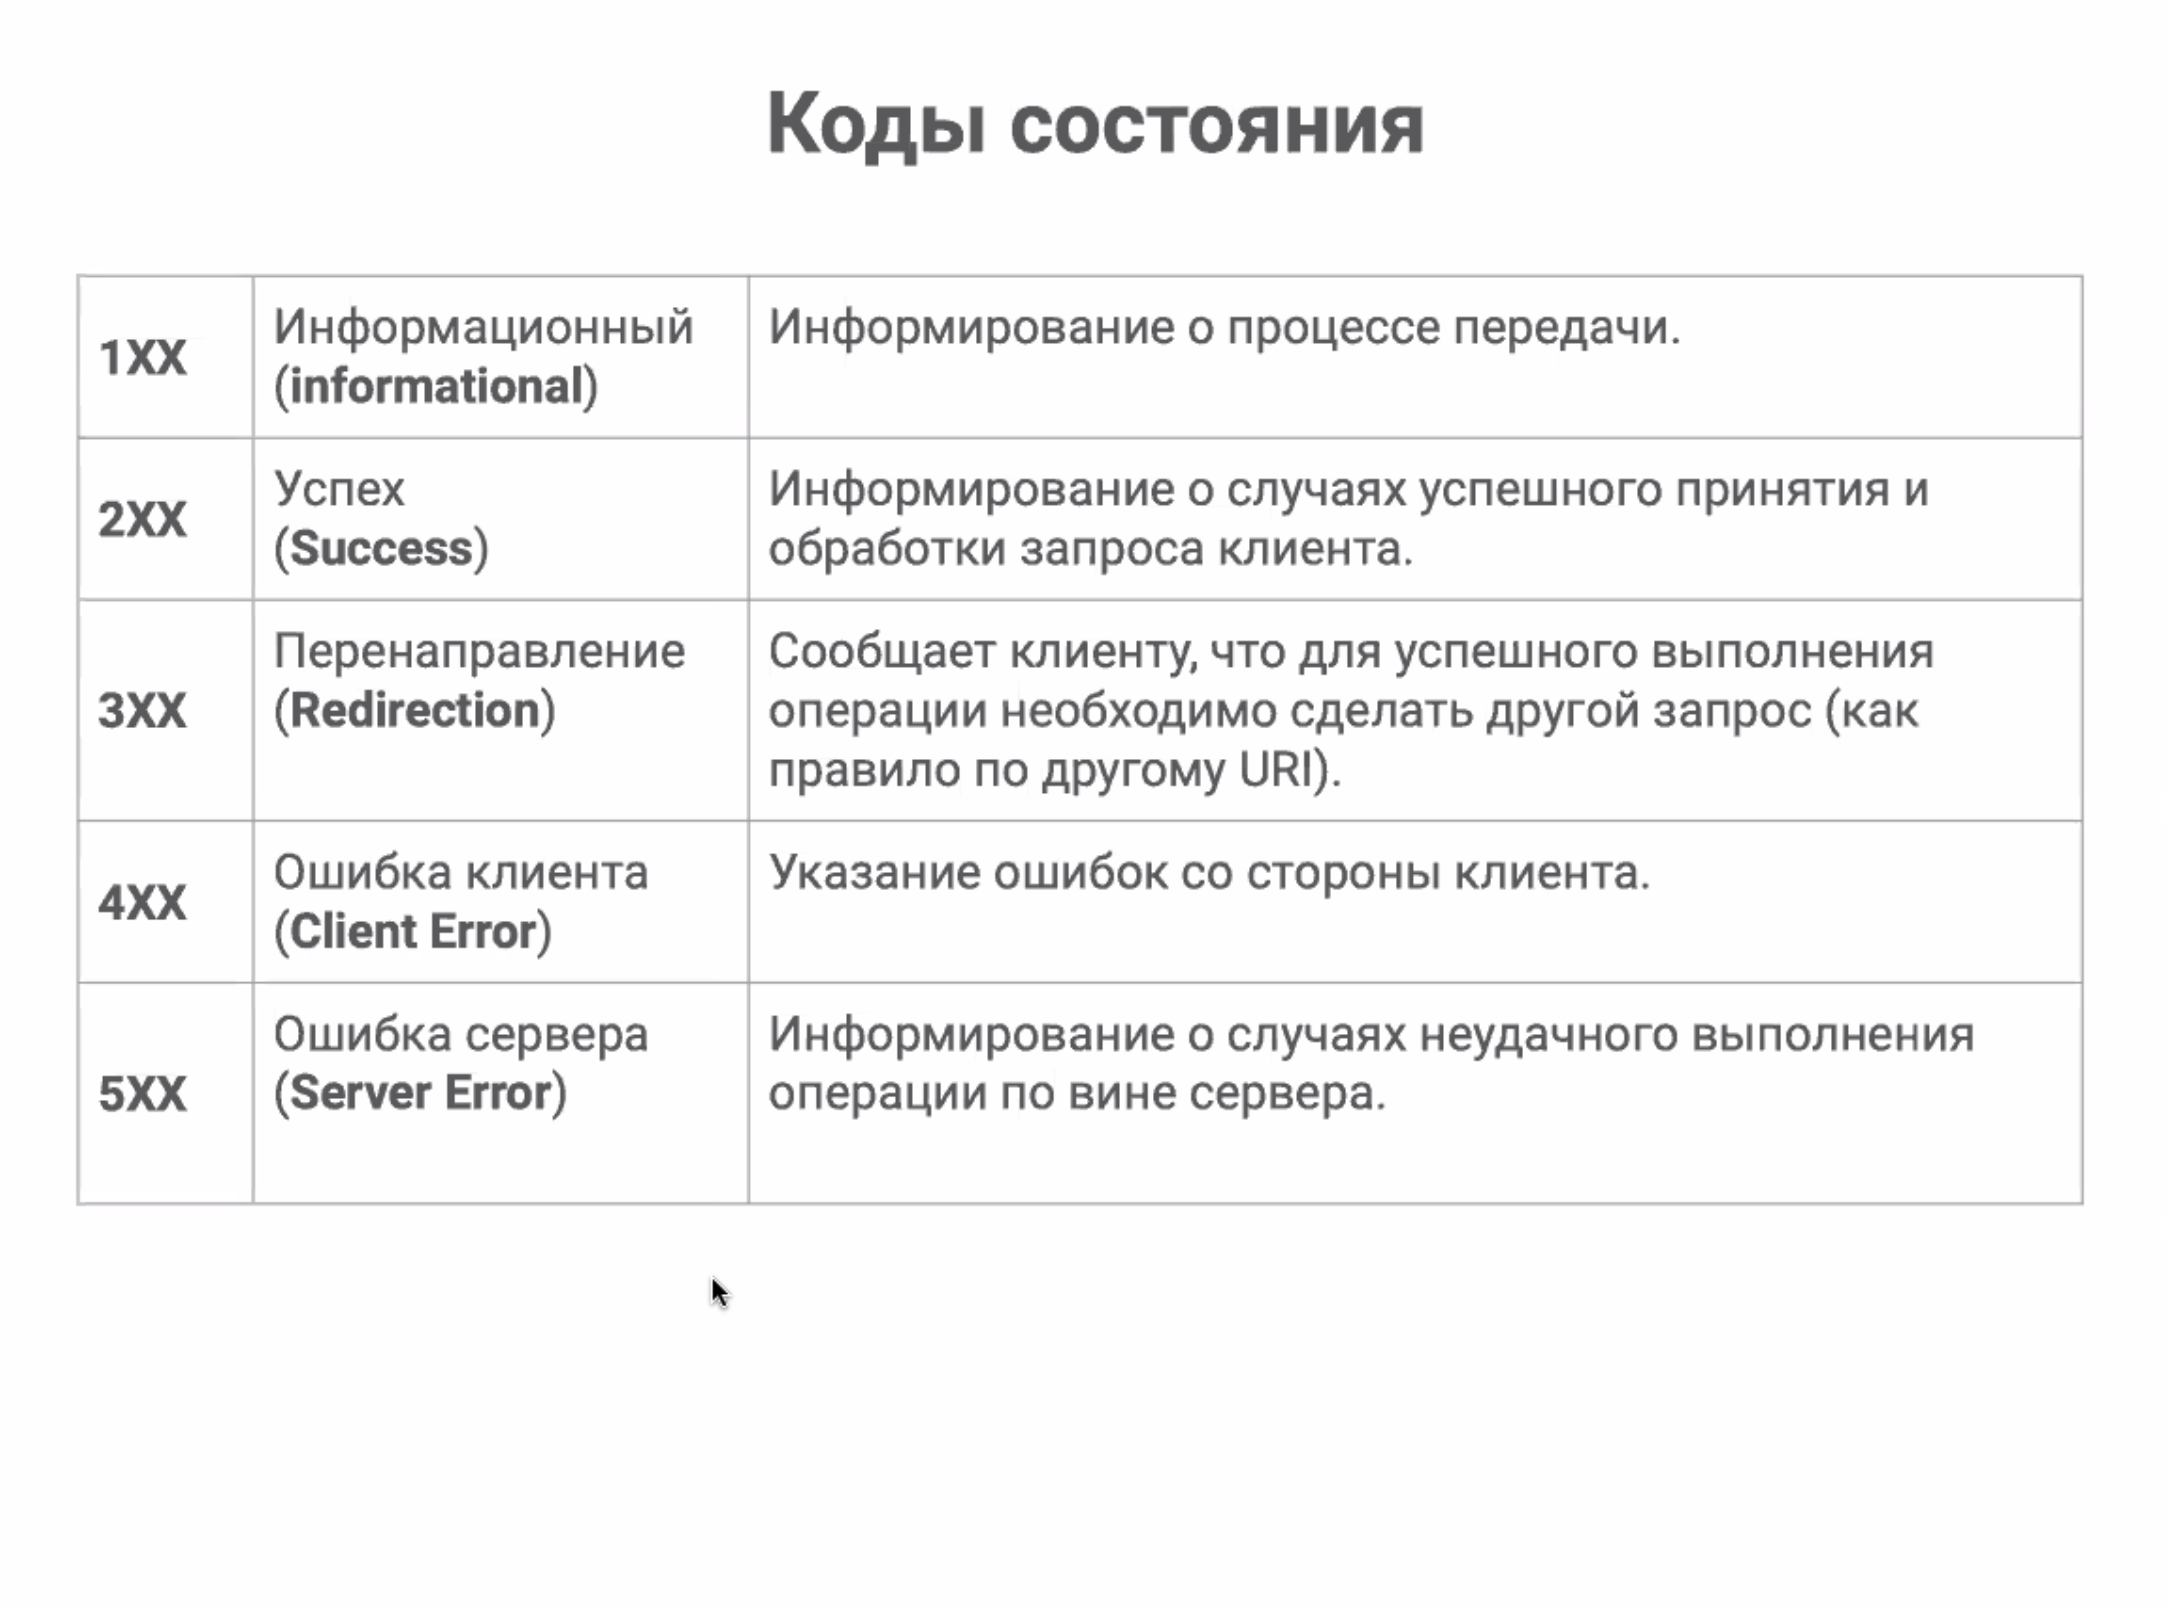 Коды состояния
1XX
Информационный
(informational)
Информирование о процессе передачи.
2XX
Успех
(Success)
Информирование о случаях успешного принятия и
обработки запроса клиента.
3XX
Перенаправление
(Redirection)
Сообщает клиенту, что для успешного выполнения
операции необходимо сделать другой запрос (как
правило по другому URI).
4XX
Ошибка клиента
(Client Error)
Указание ошибок со стороны клиента.
5XX
Ошибка сервера
(Server Error)
Информирование о случаях неудачного выполнения
операции по вине сервера.